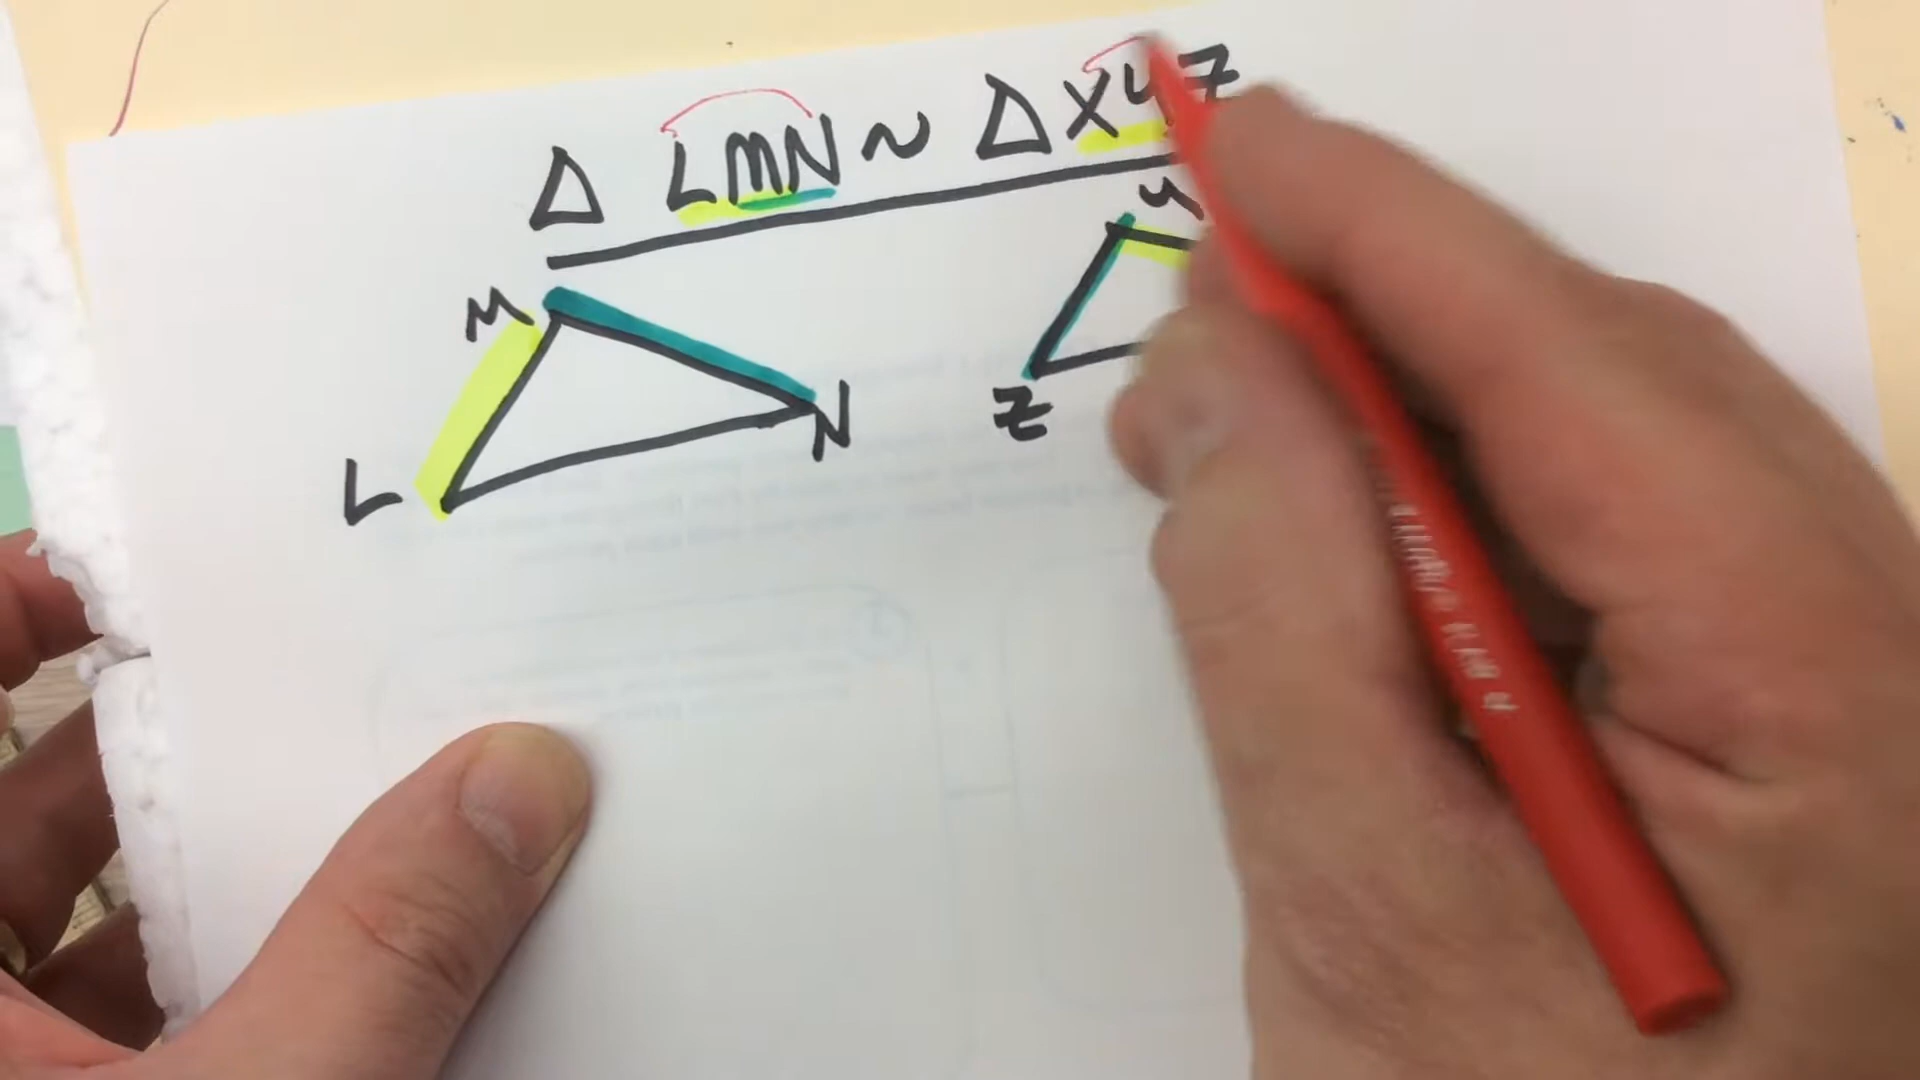 Δ LMN ~ Δ XYZ
M
Y
N
Z
L